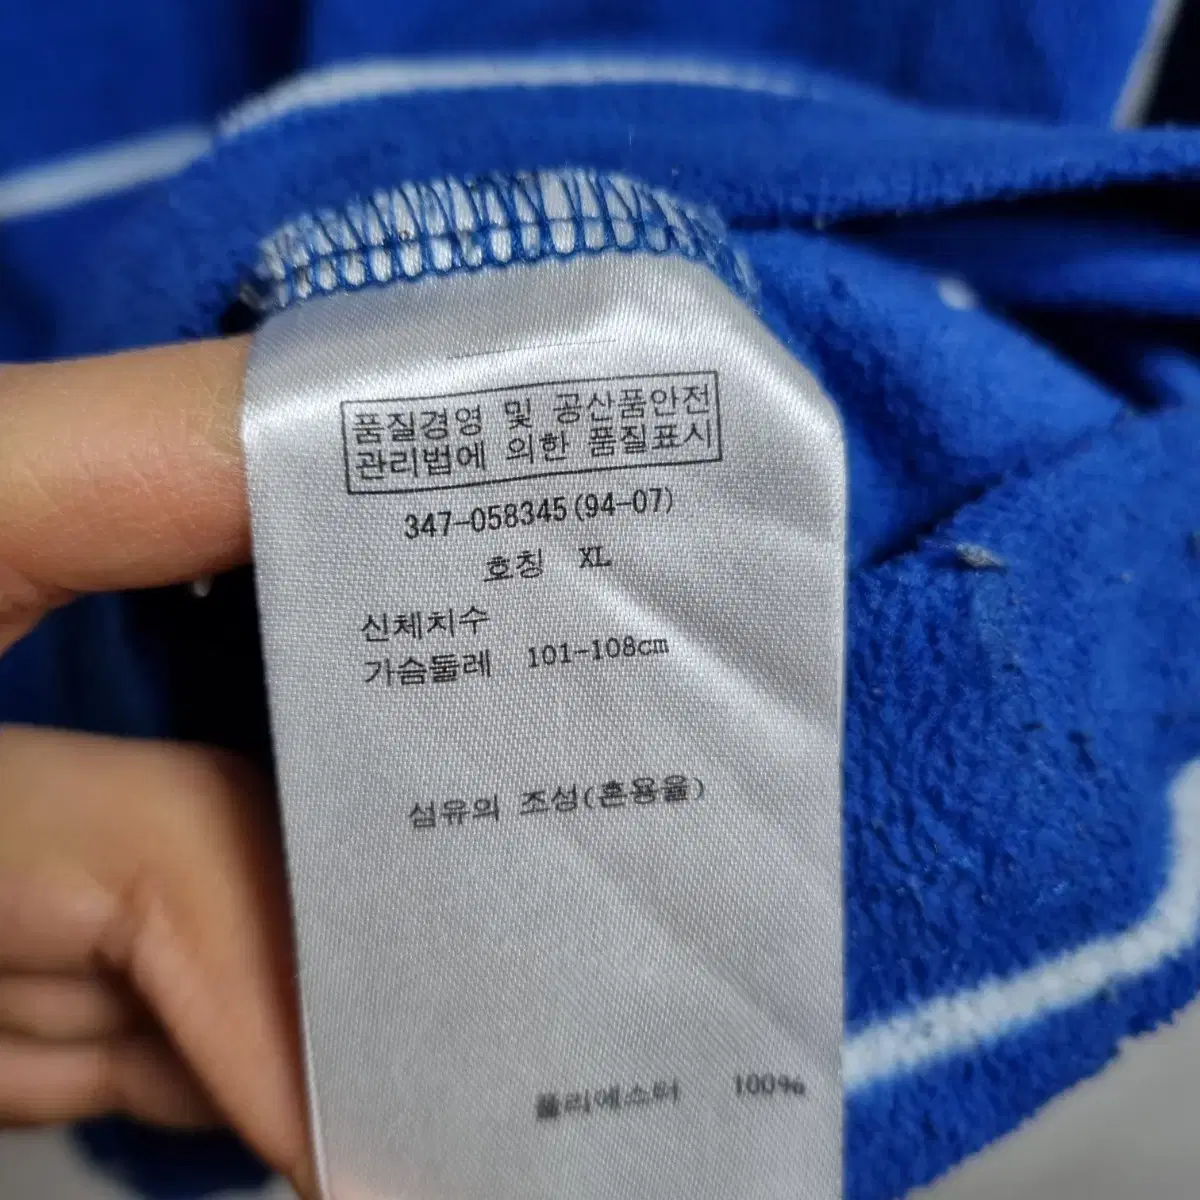 품질경영 및 공산품안전
관리법에 의한 품질표시
347-058345(94-07)
호칭 XL
신체치수
가슴둘레 101-108cm
섬유의 조성(혼용율)
폴리에스터 100%